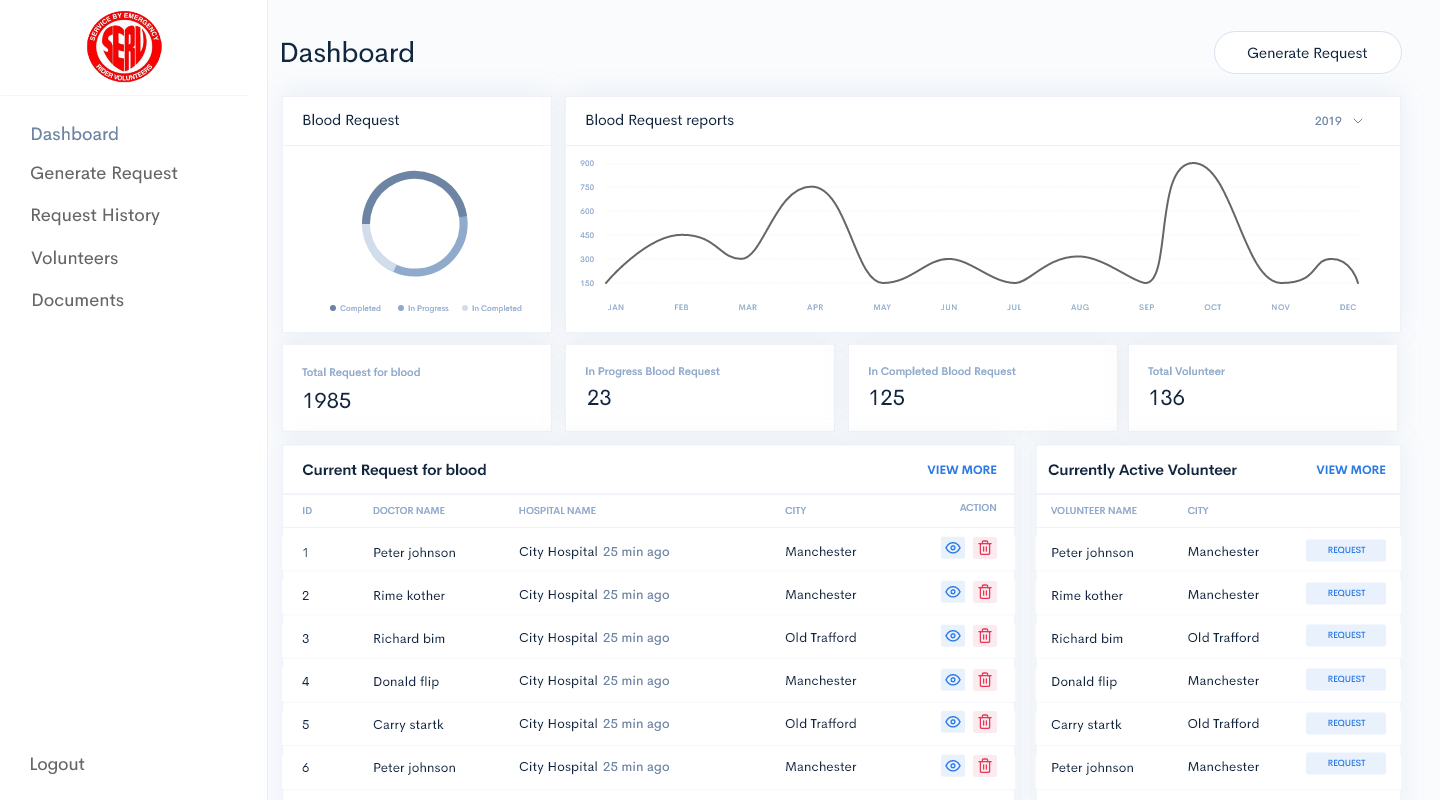 SERVICE BY EMERGENCY
SERV
RIDER VOLUNTEERS
Dashboard
Generate Request
Request History
Volunteers
Documents
Logout
Dashboard
Generate Request
Blood Request
Completed
In Progress
In Completed
Blood Request reports
2019
900
750
600
450
300
150
JAN FEB MAR APR MAY JUN JUL AUG SEP OCT NOV DEC
Total Request for blood
1985
In Progress Blood Request
23
In Completed Blood Request
125
Total Volunteer
136
Current Request for blood VIEW MORE
ID DOCTOR NAME HOSPITAL NAME CITY ACTION
1 Peter johnson City Hospital 25 min ago Manchester
2 Rime kother City Hospital 25 min ago Manchester
3 Richard bim City Hospital 25 min ago Old Trafford
4 Donald flip City Hospital 25 min ago Manchester
5 Carry startk City Hospital 25 min ago Old Trafford
6 Peter johnson City Hospital 25 min ago Manchester
Currently Active Volunteer VIEW MORE
VOLUNTEER NAME CITY
Peter johnson Manchester REQUEST
Rime kother Manchester REQUEST
Richard bim Old Trafford REQUEST
Donald flip Manchester REQUEST
Carry startk Old Trafford REQUEST
Peter johnson Manchester REQUEST